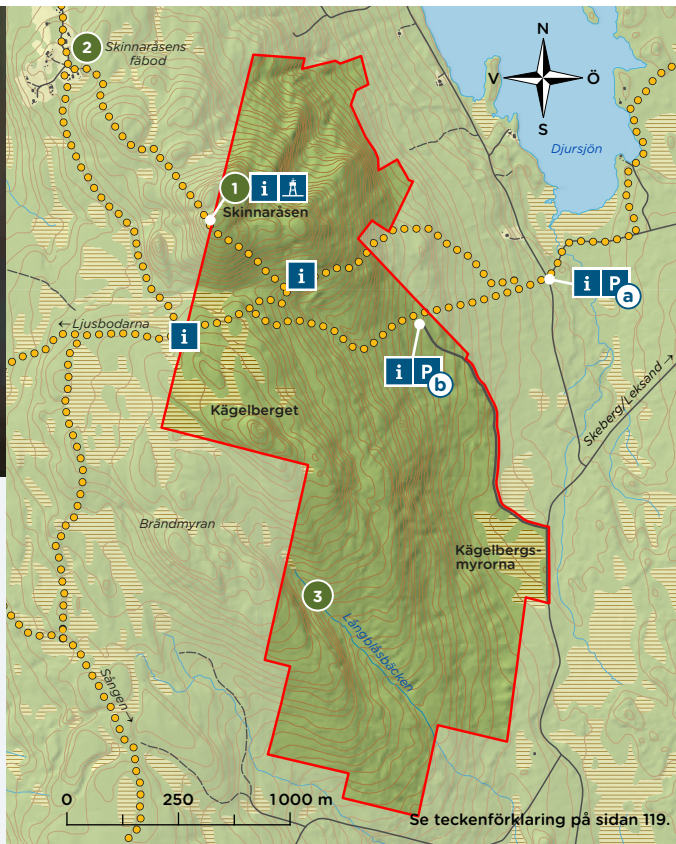 2
Skinnaråsens
fäbod
N
V
Ö
S
Djursjön
1
i
Skinnaråsen
i
i
P
a
← Ljusbodarna
i
i
P
b
Skeberg/Leksand →
Kägelberget
Brändmyran
Kägelbergs-
myrorna
3
Långblåsbäcken
Sången →
0
250
1000 m
Se teckenförklaring på sidan 119.